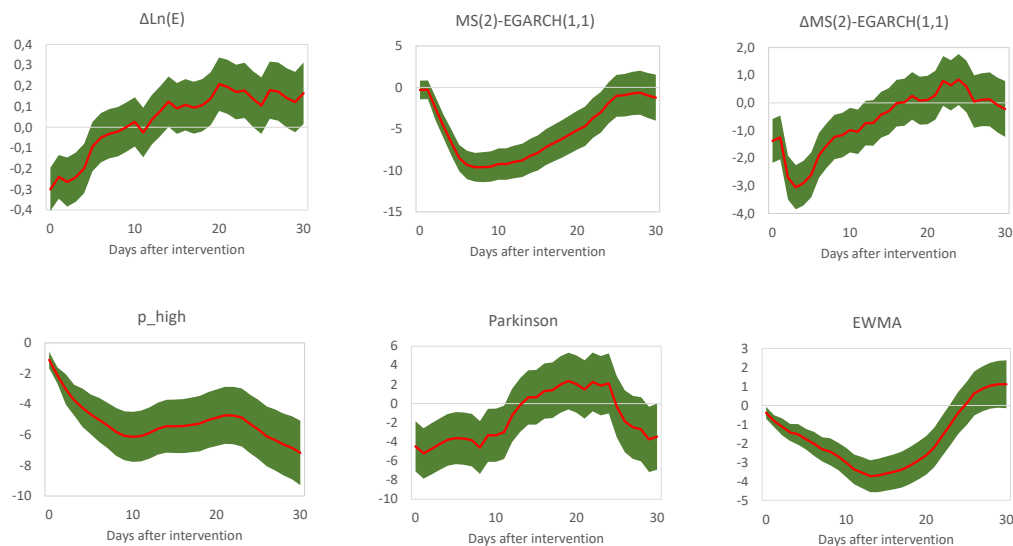 ΔLn(E)
0,4
0,3
0,2
0,1
0,0
-0,1
-0,2
-0,3
-0,4
0 10 20 30
Days after intervention
MS(2)-EGARCH(1,1)
5
0
-5
-10
-15
0 10 20 30
Days after intervention
ΔMS(2)-EGARCH(1,1)
2,0
1,0
0,0
-1,0
-2,0
-3,0
-4,0
0 10 20 30
Days after intervention
p_high
0
-2
-4
-6
-8
-10
0 10 20 30
Days after intervention
Parkinson
6
4
2
0
-2
-4
-6
-8
-10
0 10 20 30
Days after intervention
EWMA
3
2
1
0
-1
-2
-3
-4
-5
0 10 20 30
Days after intervention